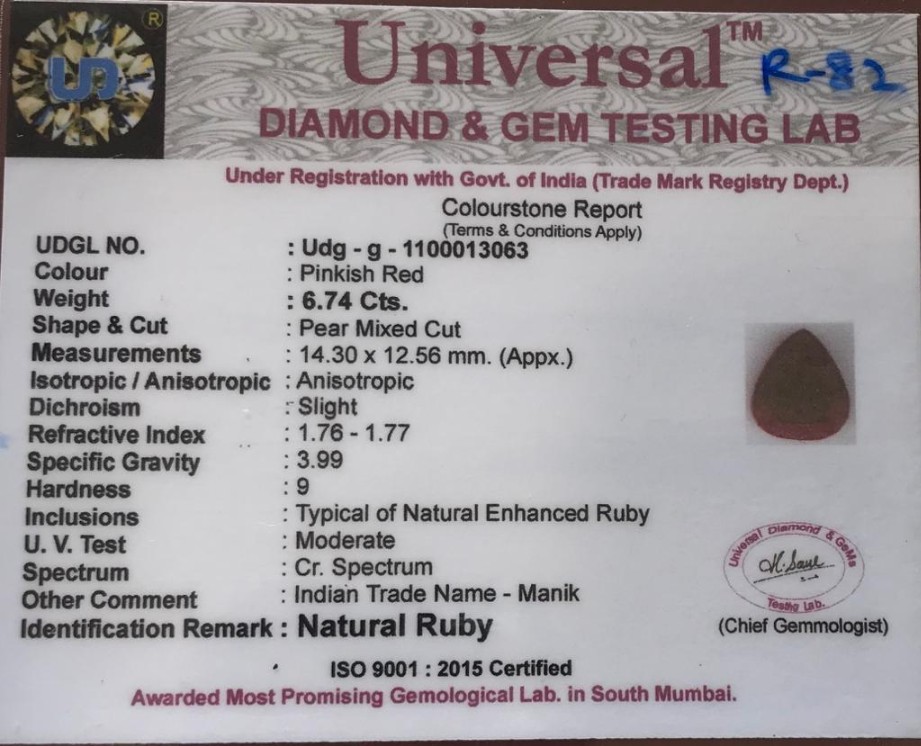 UD ®
Universal™
R-82
DIAMOND & GEM TESTING LAB
Under Registration with Govt. of India (Trade Mark Registry Dept.)
Colourstone Report
(Terms & Conditions Apply)
UDGL NO. : Udg - g - 1100013063
Colour : Pinkish Red
Weight : 6.74 Cts.
Shape & Cut : Pear Mixed Cut
Measurements : 14.30 x 12.56 mm. (Appx.)
Isotropic / Anisotropic : Anisotropic
Dichroism : Slight
Refractive Index : 1.76 - 1.77
Specific Gravity : 3.99
Hardness : 9
Inclusions : Typical of Natural Enhanced Ruby
U. V. Test : Moderate
Spectrum : Cr. Spectrum
Other Comment : Indian Trade Name - Manik
Identification Remark : Natural Ruby
Universal Diamond & GeMs
Testing Lab.
(Chief Gemmologist)
ISO 9001 : 2015 Certified
Awarded Most Promising Gemological Lab. in South Mumbai.